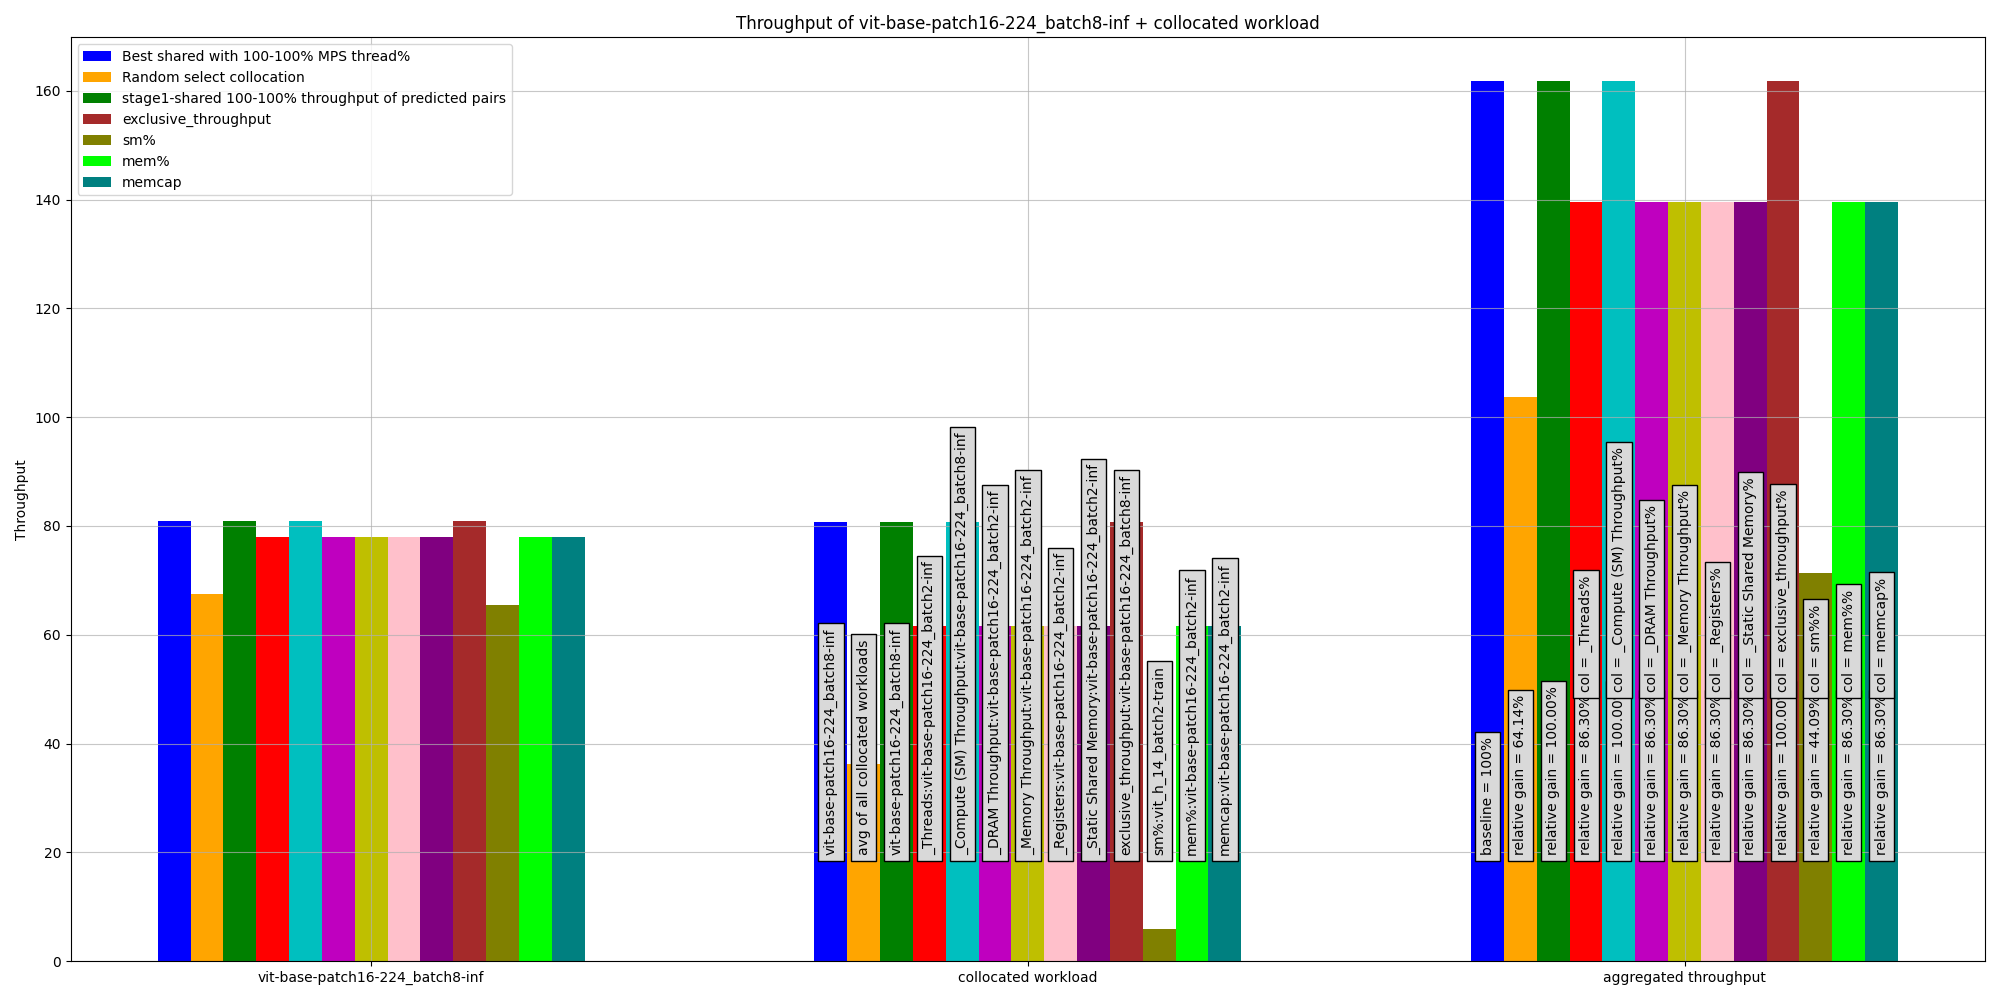 Throughput of vit-base-patch16-224_batch8-inf + collocated workload
Best shared with 100-100% MPS thread%
Random select collocation
stage1-shared 100-100% throughput of predicted pairs
exclusive_throughput
sm%
mem%
memcap
Throughput
160
140
120
100
80
60
40
20
0
vit-base-patch16-224_batch8-inf
avg of all collocated workloads
vit-base-patch16-224_batch8-inf
_Threads:vit-base-patch16-224_batch2-inf
_Compute (SM) Throughput:vit-base-patch16-224_batch8-inf
_DRAM Throughput:vit-base-patch16-224_batch2-inf
_Memory Throughput:vit-base-patch16-224_batch2-inf
_Registers:vit-base-patch16-224_batch2-inf
_Static Shared Memory:vit-base-patch16-224_batch2-inf
exclusive_throughput:vit-base-patch16-224_batch8-inf
sm%:vit_h_14_batch2-train
mem%:vit-base-patch16-224_batch2-inf
memcap:vit-base-patch16-224_batch2-inf
baseline = 100%
relative gain = 64.14%
relative gain = 100.00%
relative gain = 86.30%
col = _Threads%
relative gain = 100.00
col = _Compute (SM) Throughput%
relative gain = 86.30%
col = _DRAM Throughput%
relative gain = 86.30%
col = _Memory Throughput%
relative gain = 86.30%
col = _Registers%
relative gain = 86.30%
col = _Static Shared Memory%
relative gain = 100.00
col = exclusive_throughput%
relative gain = 44.09%
col = sm%%
relative gain = 86.30%
col = mem%%
relative gain = 86.30%
col = memcap%
vit-base-patch16-224_batch8-inf
collocated workload
aggregated throughput